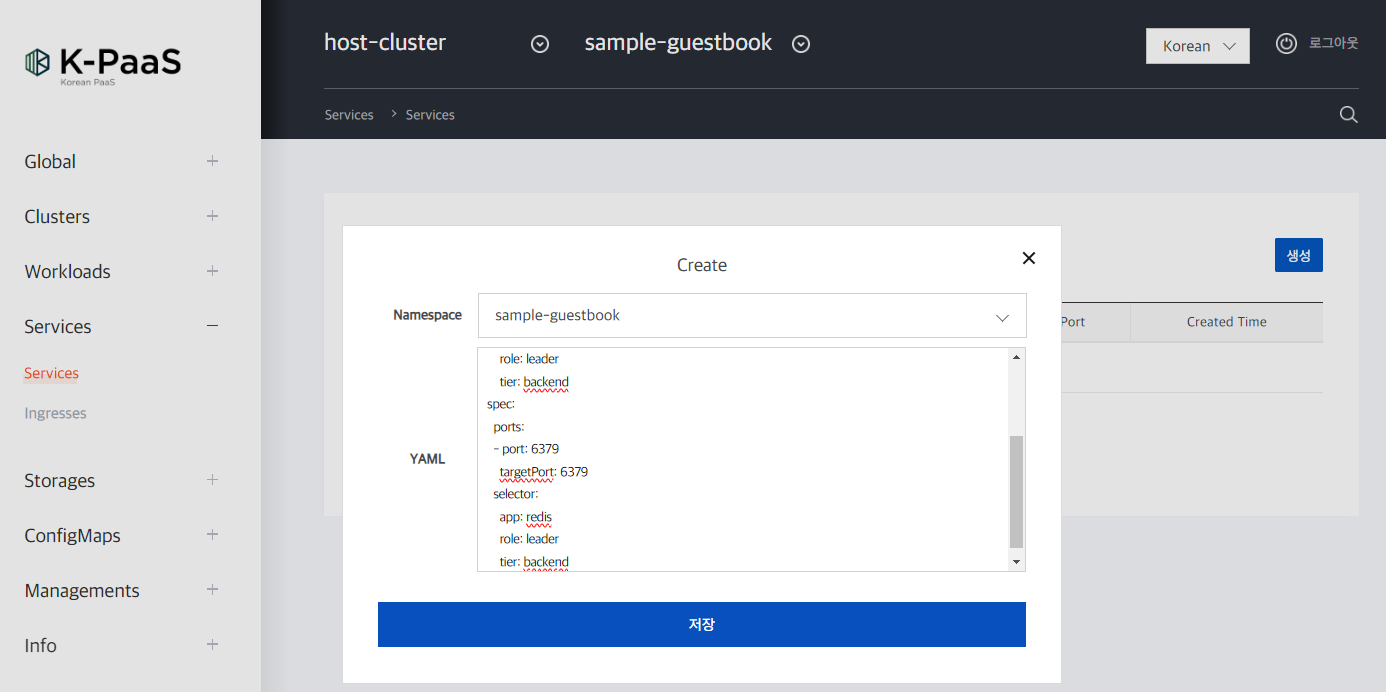 K-PaaS
Korean PaaS
host-cluster
sample-guestbook
Korean
로그아웃
Services > Services
Global
Clusters
Workloads
Services
Services
Ingresses
Storages
ConfigMaps
Managements
Info
생성
Port
Created Time
Create
Namespace
sample-guestbook
YAML
role: leader
tier: backend
spec:
ports:
- port: 6379
targetPort: 6379
selector:
app: redis
role: leader
tier: backend
저장